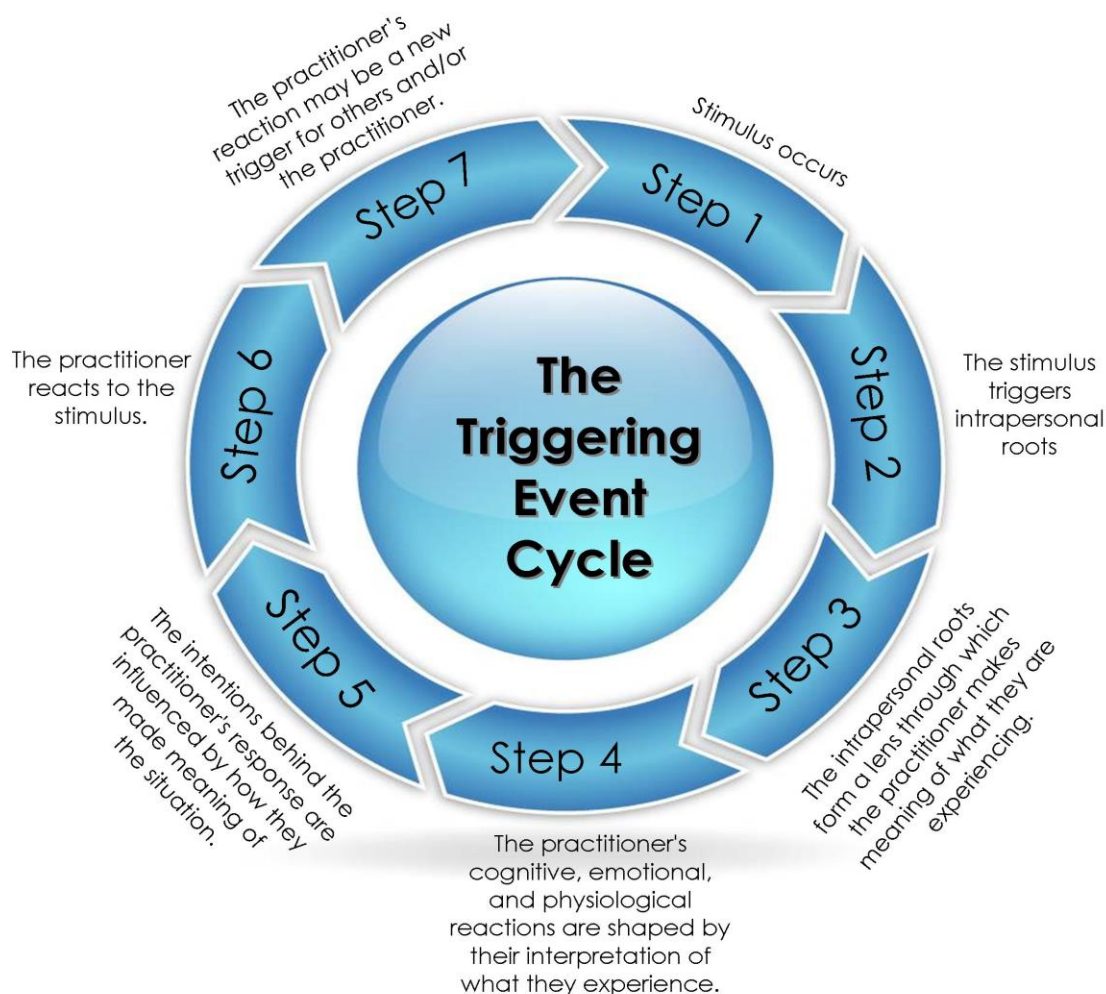 The
Triggering
Event
Cycle
Step 1
Stimulus occurs
Step 2
The stimulus
triggers
intrapersonal
roots
Step 3
The intrapersonal roots
form a lens through which
the practitioner makes
meaning of what they are
experiencing.
Step 4
The practitioner's
cognitive, emotional,
and physiological
reactions are shaped by
their interpretation of
what they experience.
Step 5
The intentions behind the
practitioner's response are
influenced by how they
made meaning of
the situation.
Step 6
The practitioner
reacts to the
stimulus.
Step 7
The practitioner's
reaction may be a new
trigger for others and/or
the practitioner.